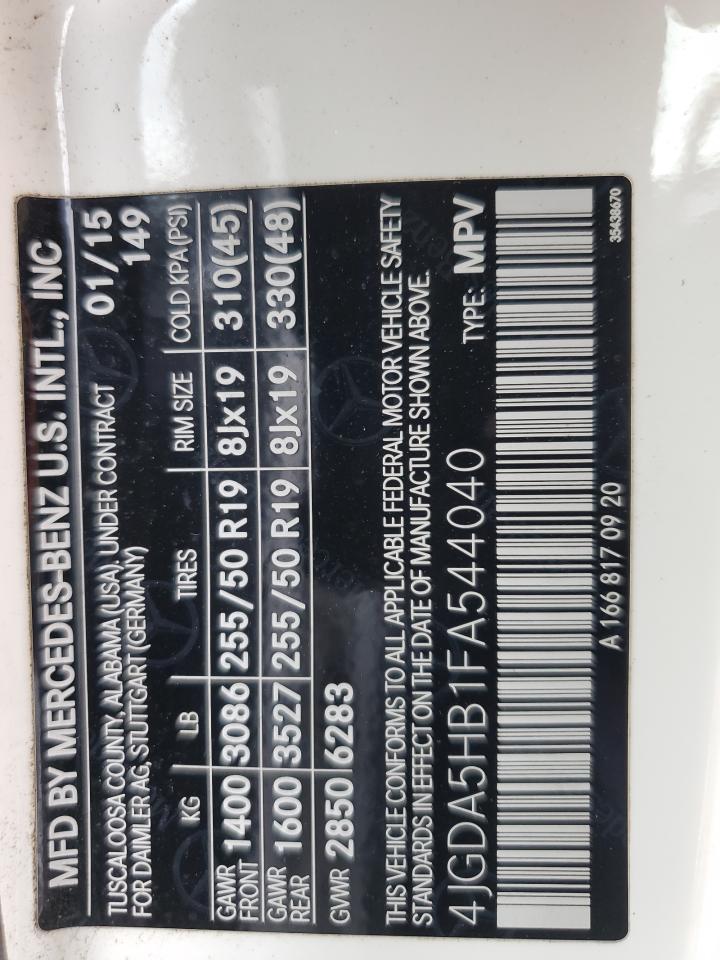 MFD BY MERCEDES-BENZ U.S. INTL., INC
TUSCALOOSA COUNTY, ALABAMA (USA), UNDER CONTRACT 01/15
FOR DAIMLER AG, STUTTGART (GERMANY) 149
KG LB TIRES RIM SIZE COLD KPA(PSI)
GAWR FRONT 1400 3086 255/50 R19 8Jx19 310(45)
GAWR REAR 1600 3527 255/50 R19 8Jx19 330(48)
GVWR 2850 6283
THIS VEHICLE CONFORMS TO ALL APPLICABLE FEDERAL MOTOR VEHICLE SAFETY
STANDARDS IN EFFECT ON THE DATE OF MANUFACTURE SHOWN ABOVE.
4JGDA5HB1FA544040 TYPE: MPV
A 166 817 09 20 35438670